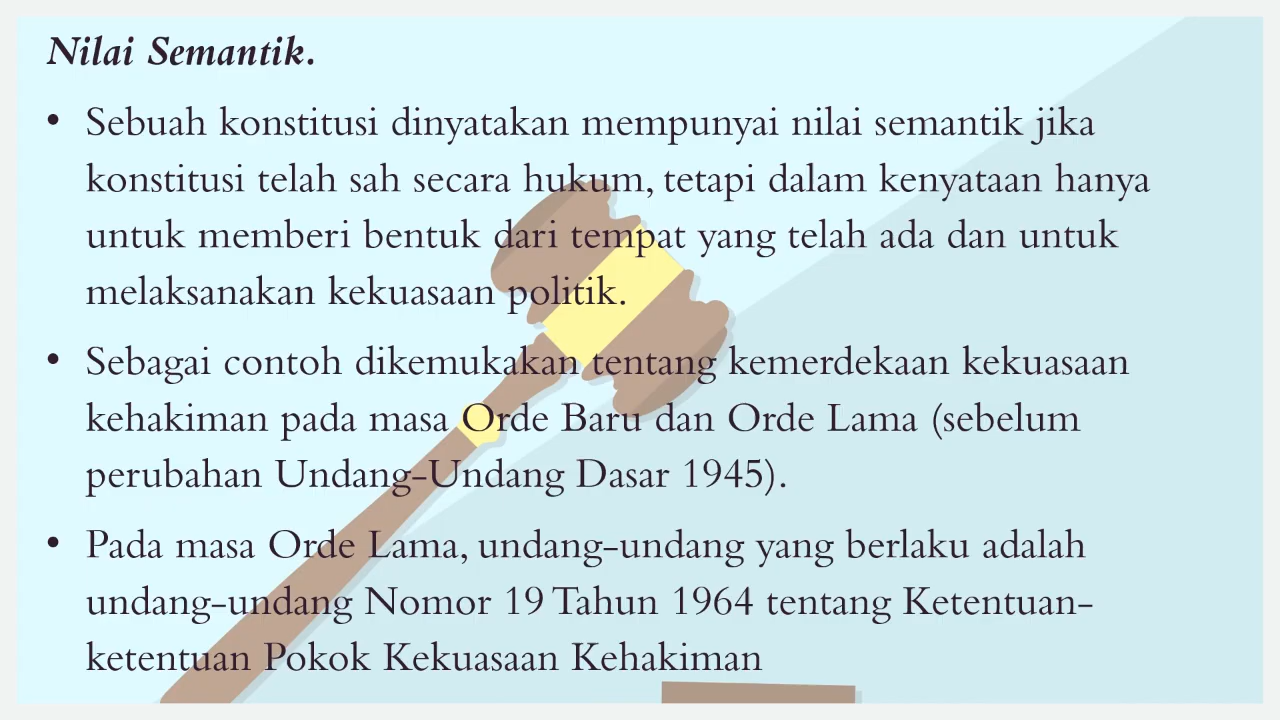 Nilai Semantik.
• Sebuah konstitusi dinyatakan mempunyai nilai semantik jika
konstitusi telah sah secara hukum, tetapi dalam kenyataan hanya
untuk memberi bentuk dari tempat yang telah ada dan untuk
melaksanakan kekuasaan politik.
• Sebagai contoh dikemukakan tentang kemerdekaan kekuasaan
kehakiman pada masa Orde Baru dan Orde Lama (sebelum
perubahan Undang-Undang Dasar 1945).
• Pada masa Orde Lama, undang-undang yang berlaku adalah
undang-undang Nomor 19 Tahun 1964 tentang Ketentuan-
ketentuan Pokok Kekuasaan Kehakiman